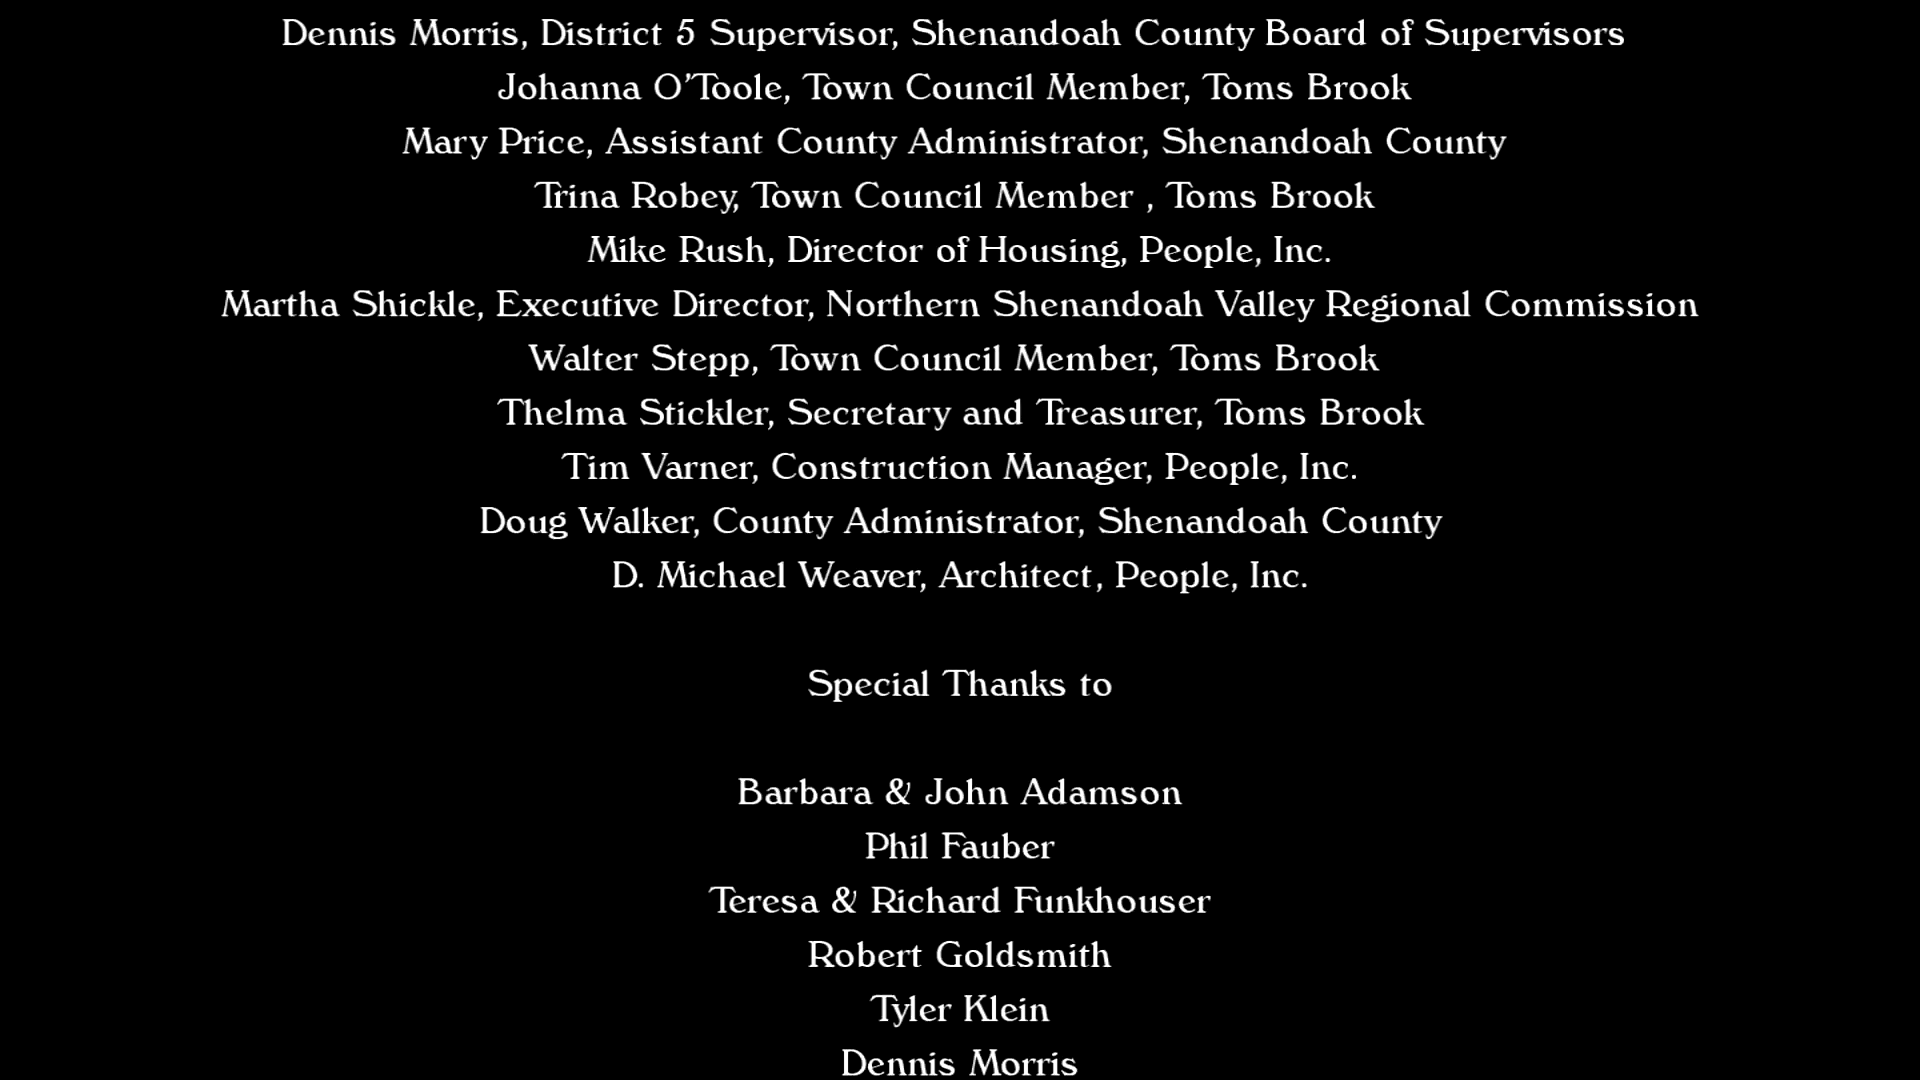 Dennis Morris, District 5 Supervisor, Shenandoah County Board of Supervisors
Johanna O'Toole, Town Council Member, Toms Brook
Mary Price, Assistant County Administrator, Shenandoah County
Trina Robey, Town Council Member , Toms Brook
Mike Rush, Director of Housing, People, Inc.
Martha Shickle, Executive Director, Northern Shenandoah Valley Regional Commission
Walter Stepp, Town Council Member, Toms Brook
Thelma Stickler, Secretary and Treasurer, Toms Brook
Tim Varner, Construction Manager, People, Inc.
Doug Walker, County Administrator, Shenandoah County
D. Michael Weaver, Architect, People, Inc.
Special Thanks to
Barbara & John Adamson
Phil Fauber
Teresa & Richard Funkhouser
Robert Goldsmith
Tyler Klein
Dennis Morris